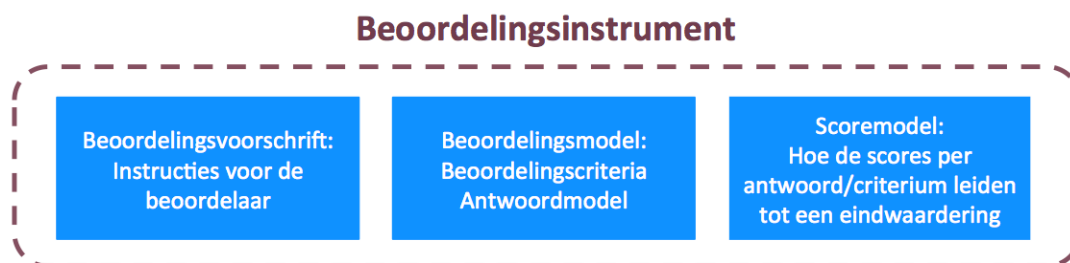 Beoordelingsinstrument
Beoordelingsvoorschrift:
Instructies voor de
beoordelaar
Beoordelingsmodel:
Beoordelingscriteria
Antwoordmodel
Scoremodel:
Hoe de scores per
antwoord/criterium leiden
tot een eindwaardering